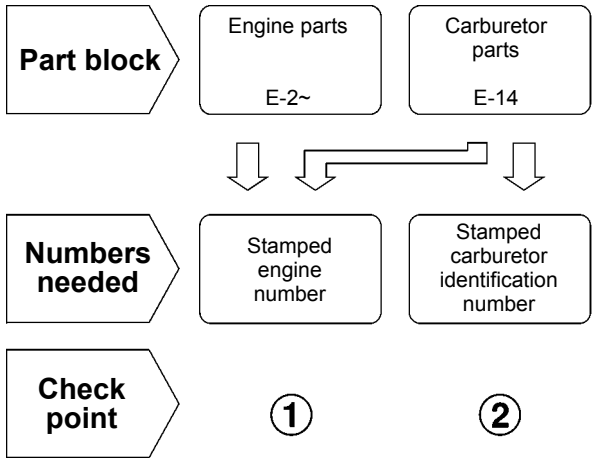 Part block
Engine parts
E-2~
Carburetor
parts
E-14
Numbers
needed
Stamped
engine
number
Stamped
carburetor
identification
number
Check
point
①
②